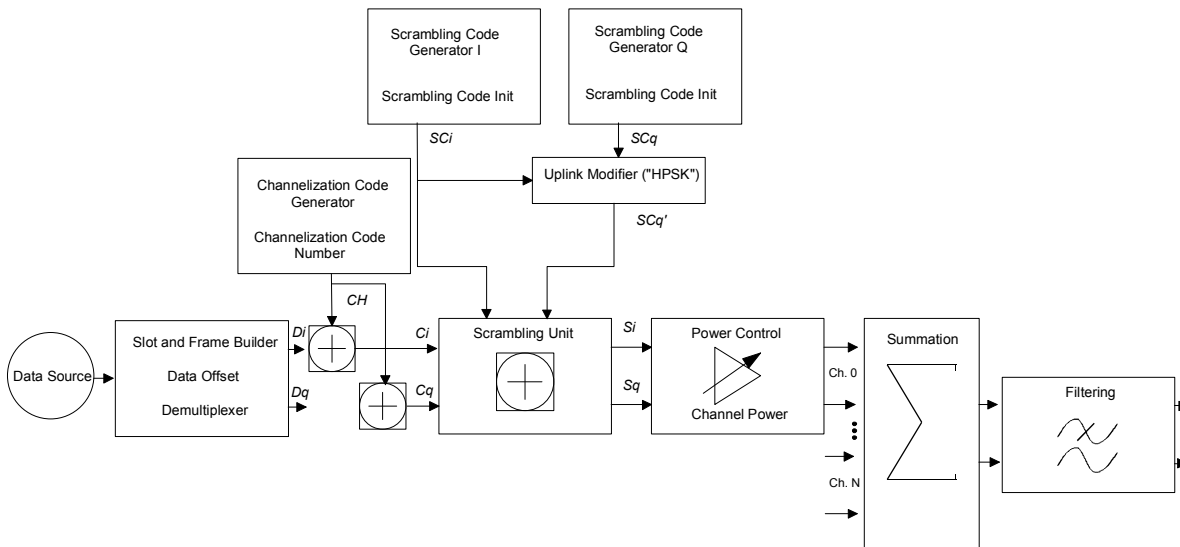 Scrambling Code
Generator I
Scrambling Code Init
Scrambling Code
Generator Q
Scrambling Code Init
SCi
SCq
Uplink Modifier ("HPSK")
SCq'
Channelization Code
Generator
Channelization Code
Number
CH
Data Source
Slot and Frame Builder
Data Offset
Demultiplexer
Di
Dq
Ci
Cq
Scrambling Unit
Si
Sq
Power Control
Channel Power
Ch. 0
Ch. N
Summation
Filtering